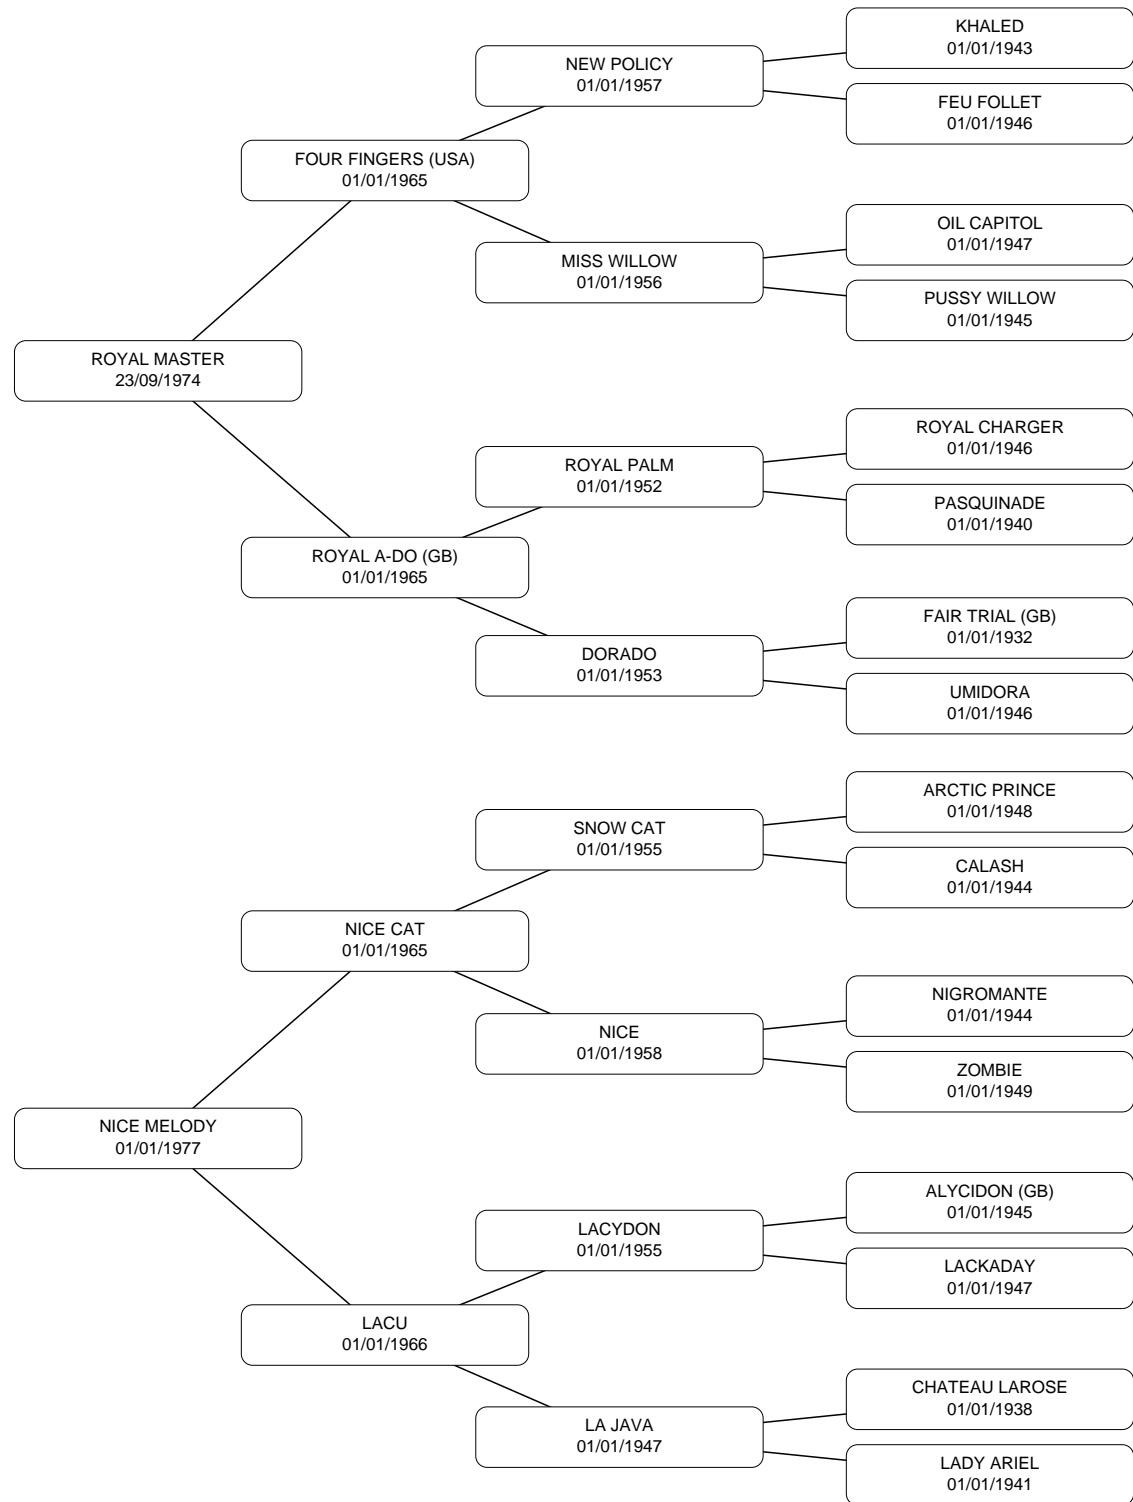 KHALED
01/01/1943
NEW POLICY
01/01/1957
FEU FOLLET
01/01/1946
FOUR FINGERS (USA)
01/01/1965
OIL CAPITOL
01/01/1947
MISS WILLOW
01/01/1956
PUSSY WILLOW
01/01/1945
ROYAL MASTER
23/09/1974
ROYAL CHARGER
01/01/1946
ROYAL PALM
01/01/1952
PASQUINADE
01/01/1940
ROYAL A-DO (GB)
01/01/1965
FAIR TRIAL (GB)
01/01/1932
DORADO
01/01/1953
UMIDORA
01/01/1946
ARCTIC PRINCE
01/01/1948
SNOW CAT
01/01/1955
CALASH
01/01/1944
NICE CAT
01/01/1965
NIGROMANTE
01/01/1944
NICE
01/01/1958
ZOMBIE
01/01/1949
NICE MELODY
01/01/1977
ALYCIDON (GB)
01/01/1945
LACYDON
01/01/1955
LACKADAY
01/01/1947
LACU
01/01/1966
CHATEAU LAROSE
01/01/1938
LA JAVA
01/01/1947
LADY ARIEL
01/01/1941